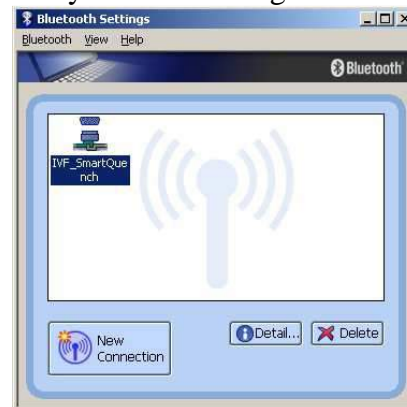 Bluetooth Settings
Bluetooth View Help
Bluetooth
IVF_SmartQue
nch
New
Connection
Detail...
Delete